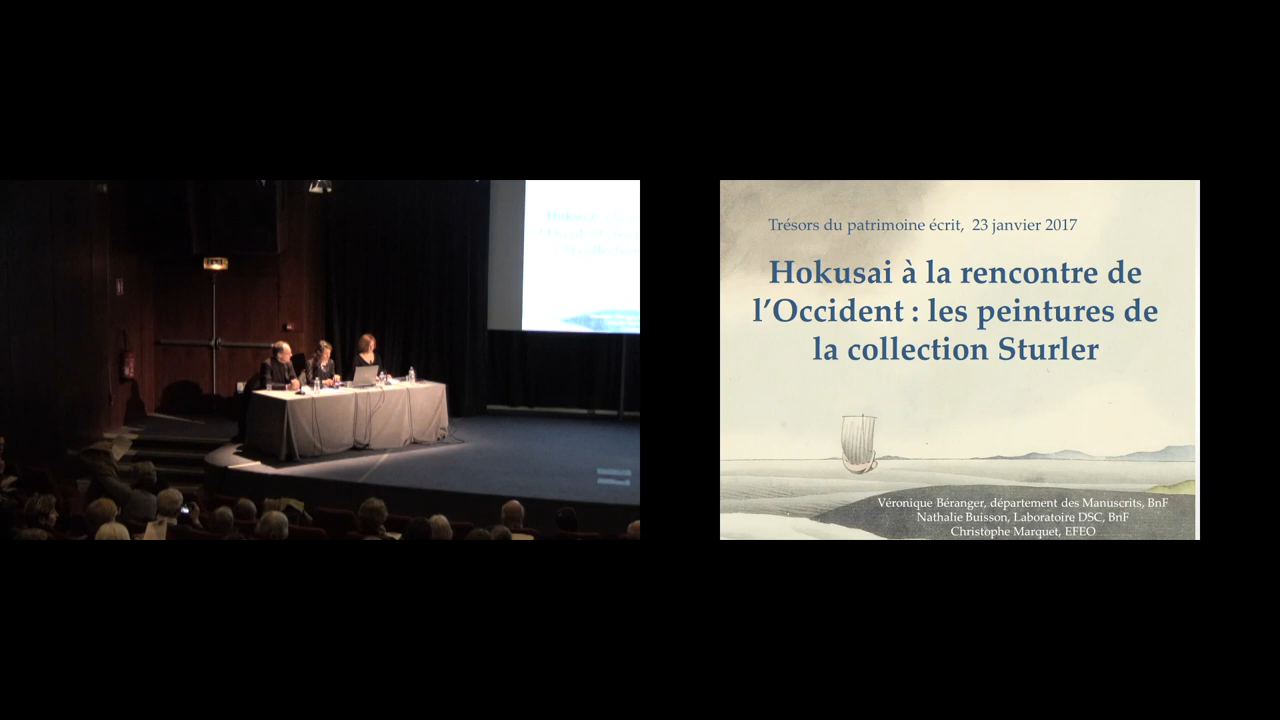 Trésors du patrimoine écrit, 23 janvier 2017
Hokusai à la rencontre de
l’Occident : les peintures de
la collection Sturler
Véronique Béranger, département des Manuscrits, BnF
Nathalie Buisson, Laboratoire DSC, BnF
Christophe Marquet, EFEO